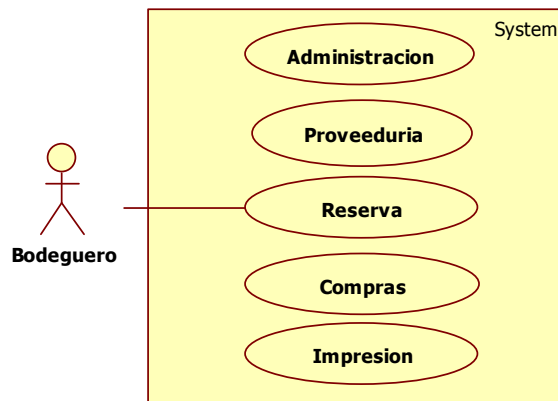 System
Administracion
Proveeduria
Reserva
Bodeguero
Compras
Impresion